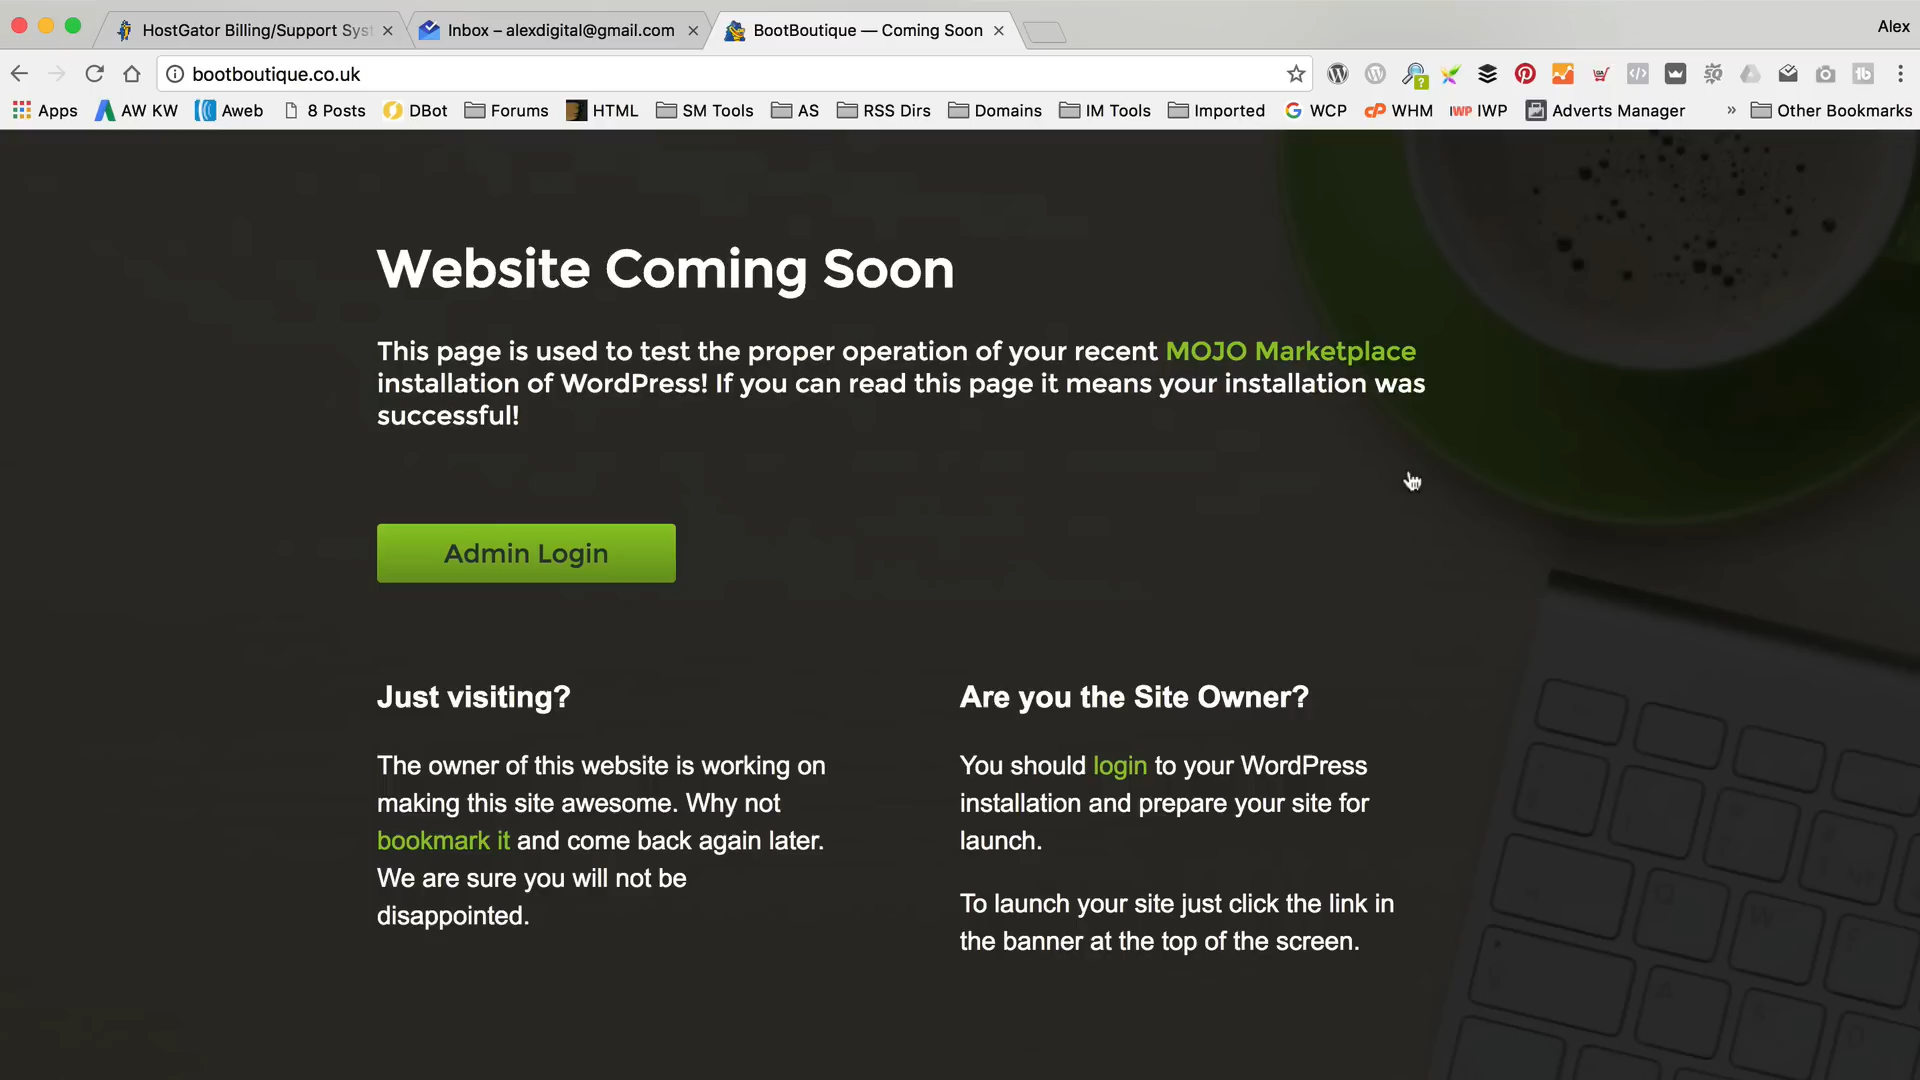 HostGator Billing/Support Syst
Inbox – alexdigital@gmail.com
BootBoutique — Coming Soon
Alex
bootboutique.co.uk
Apps
AW KW
Aweb
8 Posts
DBot
Forums
HTML
SM Tools
AS
RSS Dirs
Domains
IM Tools
Imported
WCP
WHM
IWP
Adverts Manager
» Other Bookmarks
Website Coming Soon
This page is used to test the proper operation of your recent MOJO Marketplace
installation of WordPress! If you can read this page it means your installation was
successful!
Admin Login
Just visiting?
The owner of this website is working on
making this site awesome. Why not
bookmark it and come back again later.
We are sure you will not be
disappointed.
Are you the Site Owner?
You should login to your WordPress
installation and prepare your site for
launch.
To launch your site just click the link in
the banner at the top of the screen.